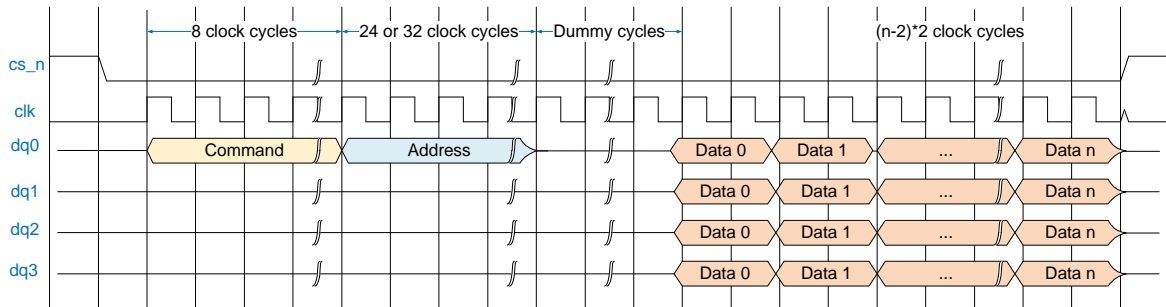 8 clock cycles 24 or 32 clock cycles Dummy cycles (n-2)*2 clock cycles
cs_n
clk
dq0 Command Address Data 0 Data 1 ... Data n
dq1 Data 0 Data 1 ... Data n
dq2 Data 0 Data 1 ... Data n
dq3 Data 0 Data 1 ... Data n